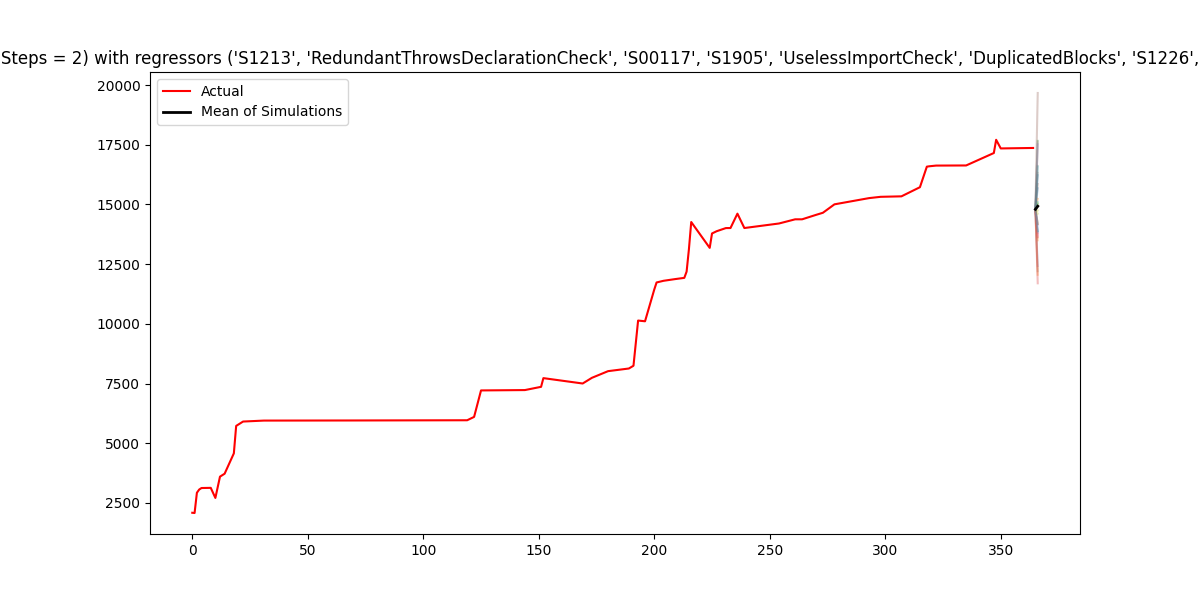 Steps = 2) with regressors ('S1213', 'RedundantThrowsDeclarationCheck', 'S00117', 'S1905', 'UselessImportCheck', 'DuplicatedBlocks', 'S1226',
Actual
Mean of Simulations
20000
17500
15000
12500
10000
7500
5000
2500
0 50 100 150 200 250 300 350